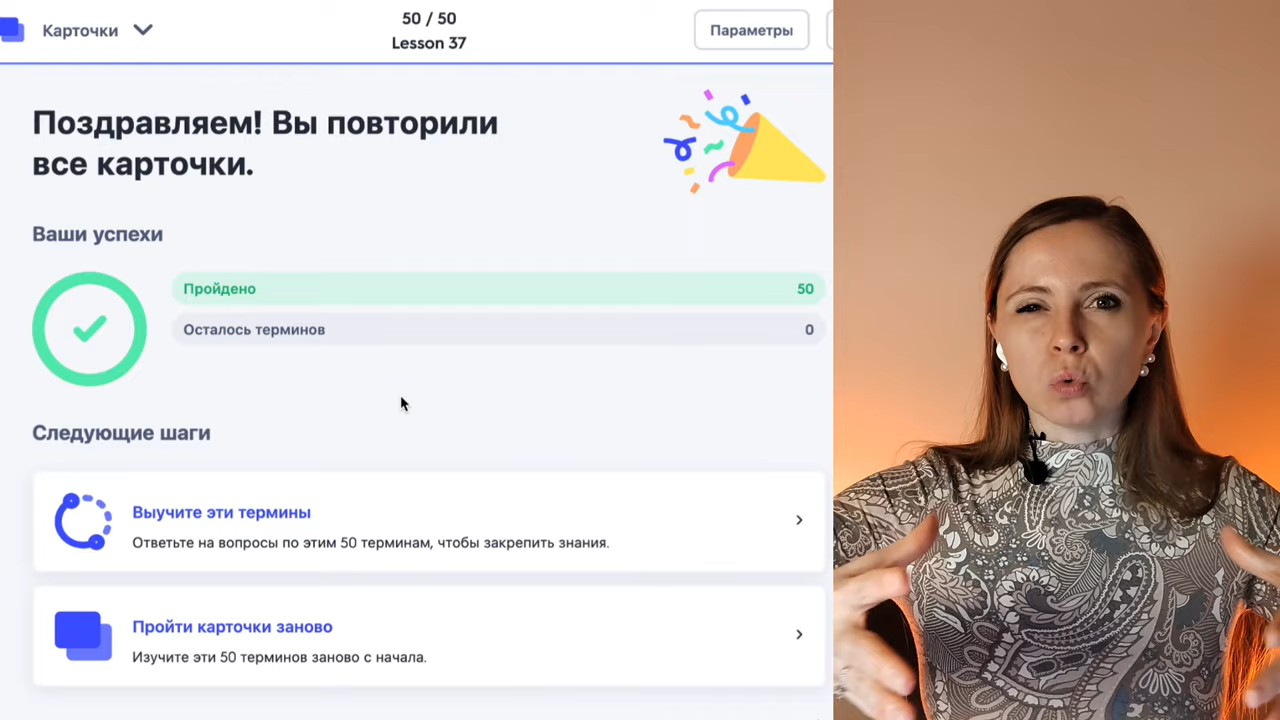 Карточки
50 / 50
Lesson 37
Параметры
Поздравляем! Вы повторили
все карточки.
Ваши успехи
Пройдено 50
Осталось терминов 0
Следующие шаги
Выучите эти термины
Ответьте на вопросы по этим 50 терминам, чтобы закрепить знания.
Пройти карточки заново
Изучите эти 50 терминов заново с начала.